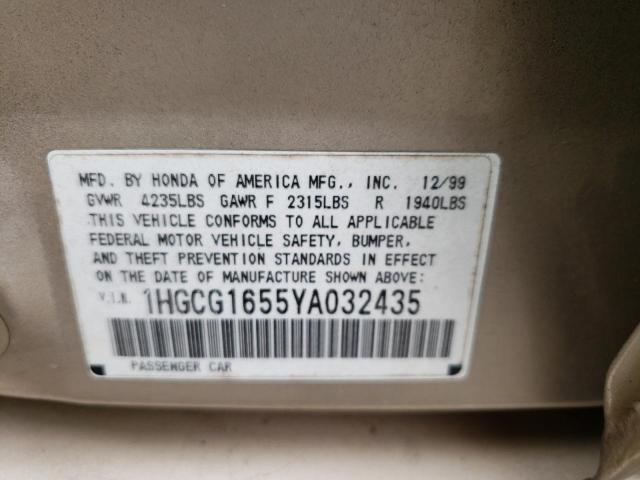 MFD. BY HONDA OF AMERICA MFG., INC. 12/99
GVWR 4235LBS GAWR F 2315LBS R 1940LBS
THIS VEHICLE CONFORMS TO ALL APPLICABLE
FEDERAL MOTOR VEHICLE SAFETY, BUMPER,
AND THEFT PREVENTION STANDARDS IN EFFECT
ON THE DATE OF MANUFACTURE SHOWN ABOVE:
V.I.N. 1HGCG1655YA032435
PASSENGER CAR